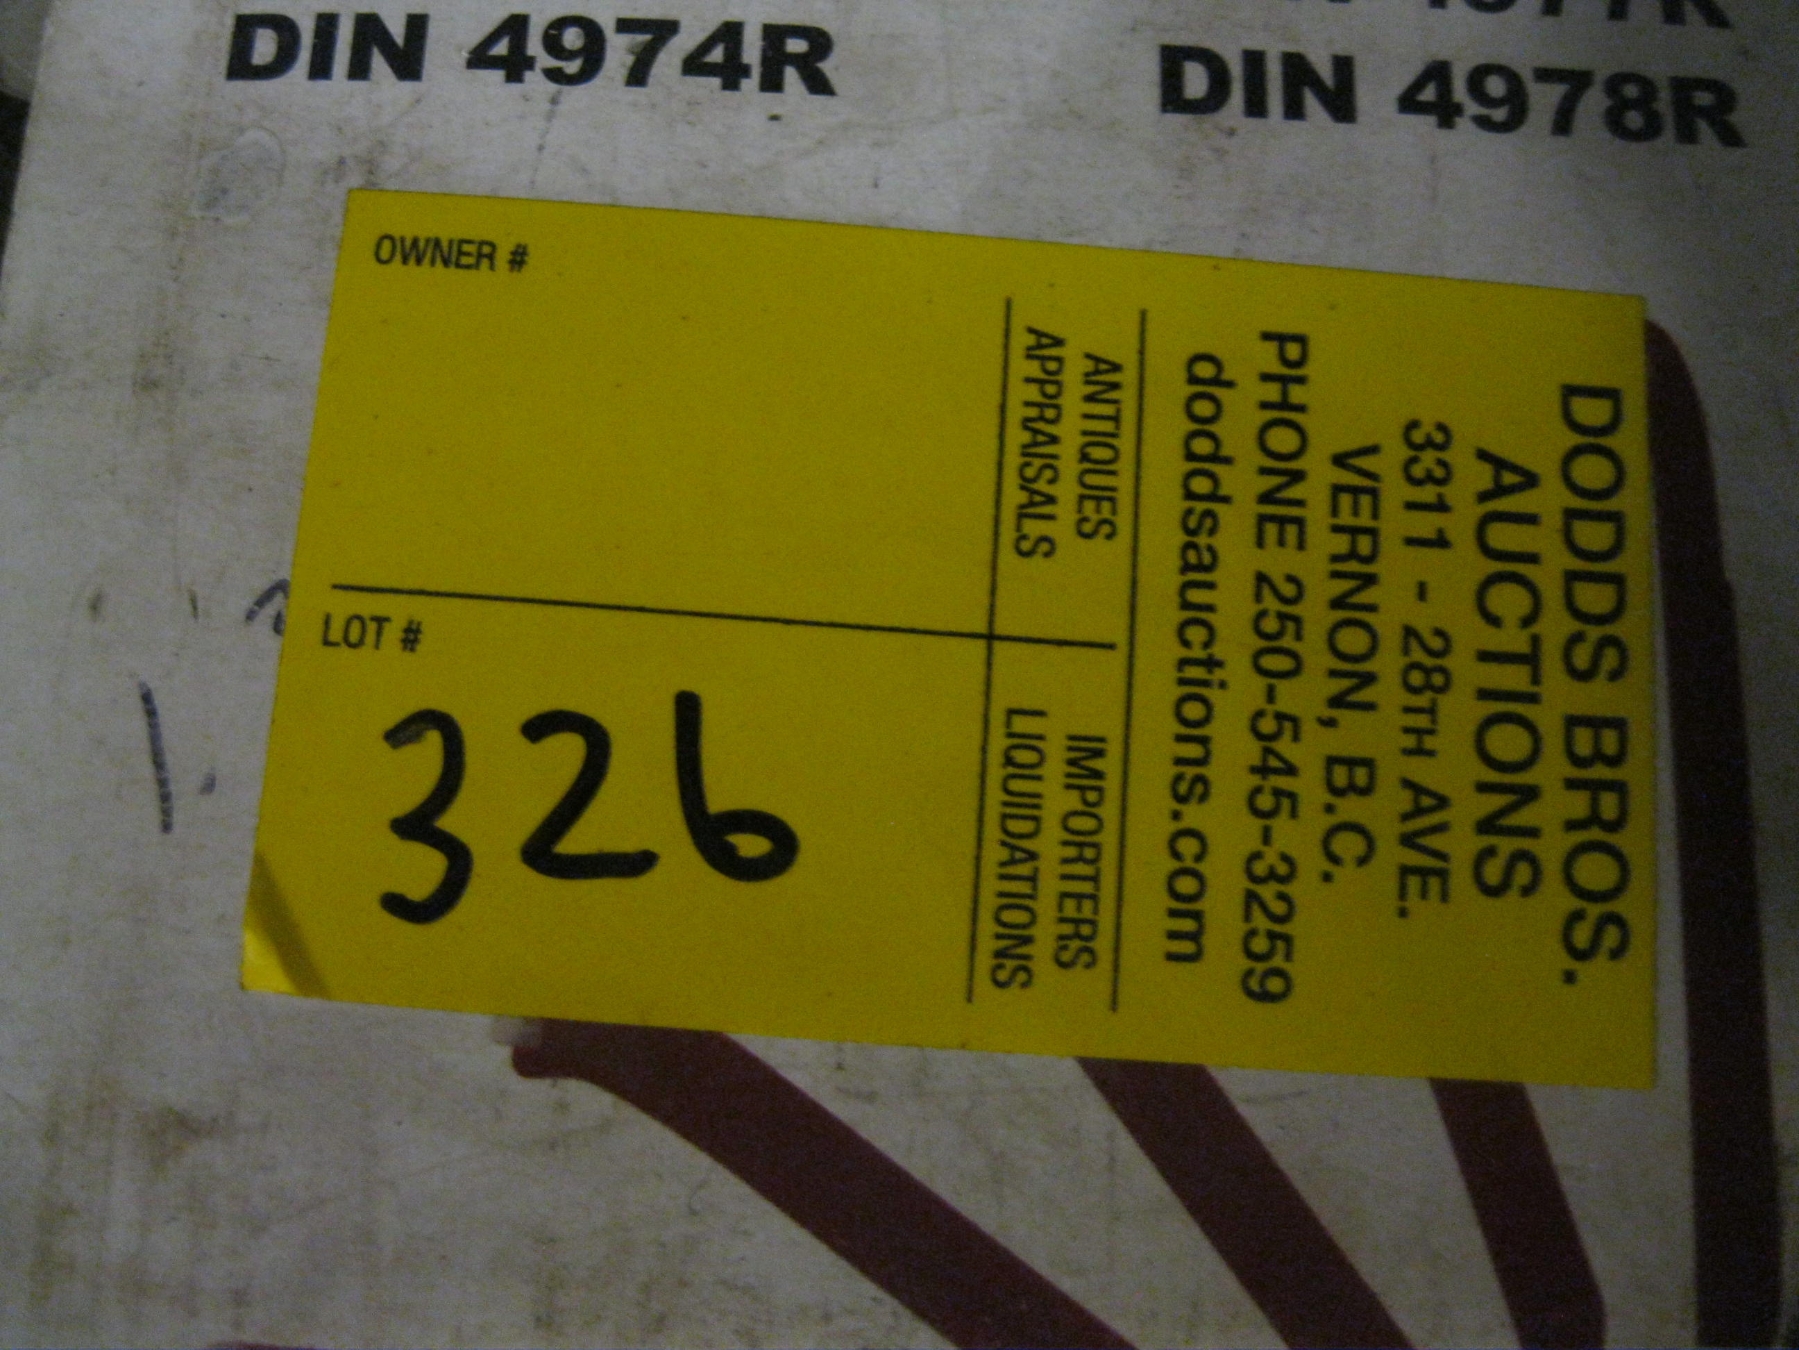 DIN 4974R
DIN 4978R
OWNER #
LOT #
326
DODDS BROS.
AUCTIONS
3311 - 28TH AVE.
VERNON, B.C.
PHONE 250-545-3259
doddsauctions.com
ANTIQUES
APPRAISALS
IMPORTERS
LIQUIDATIONS